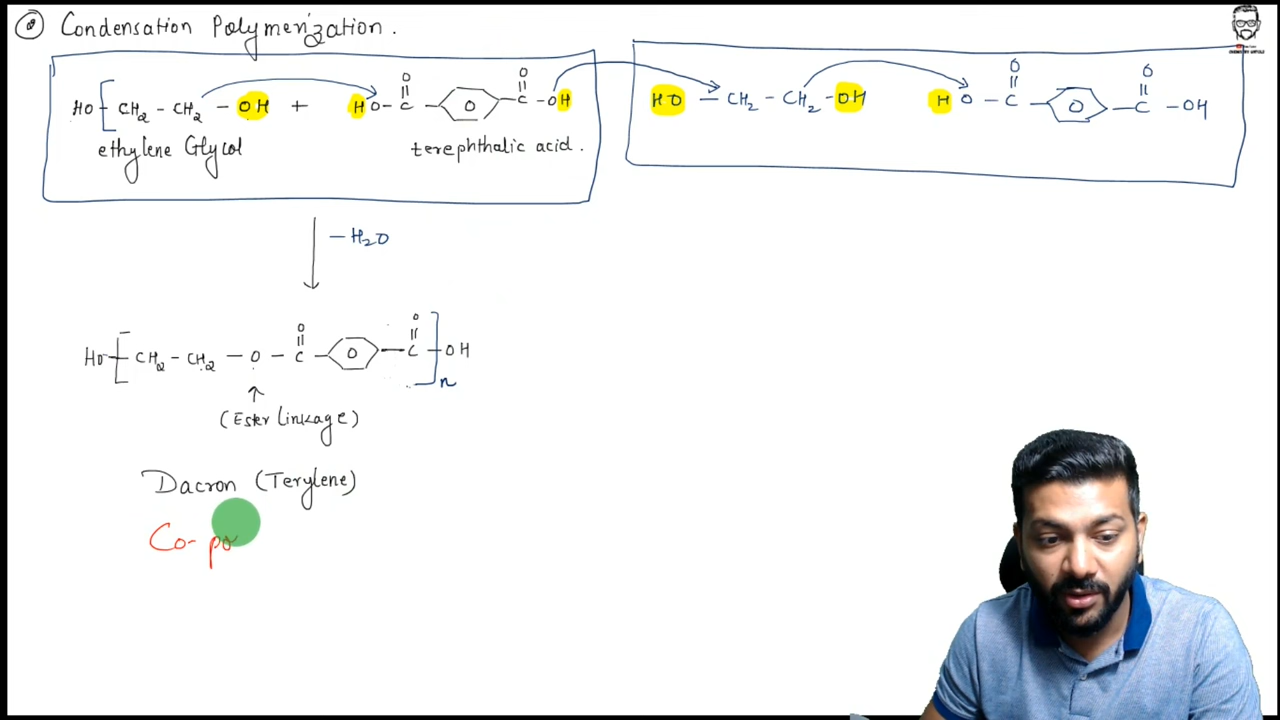 ⑧ Condensation Polymerization.
HO-[CH2 - CH2 - OH + HO - C(=O) - ⌬ - C(=O) - OH HO - CH2 - CH2 - OH HO - C(=O) - ⌬ - C(=O) - OH
ethylene Glycol terephthalic acid.
- H2O
HO-[CH2 - CH2 - O - C(=O) - ⌬ - C(=O)]n - OH
(Ester linkage)
Dacron (Terylene)
Co-po